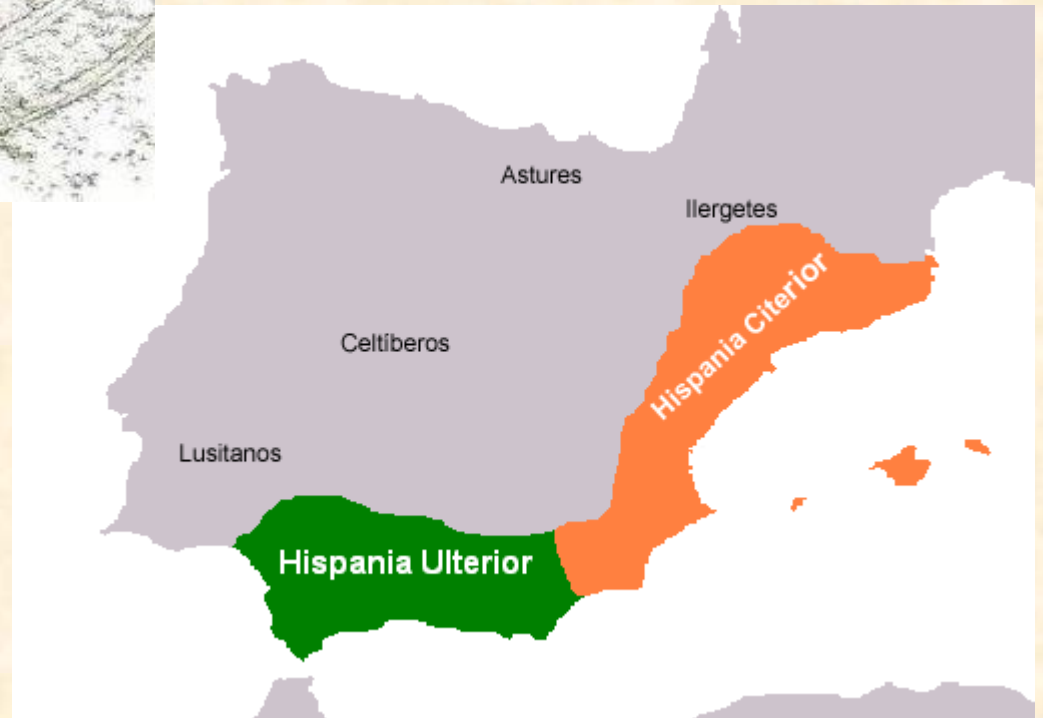 Astures
Ilergetes
Hispania Citerior
Celtíberos
Lusitanos
Hispania Ulterior